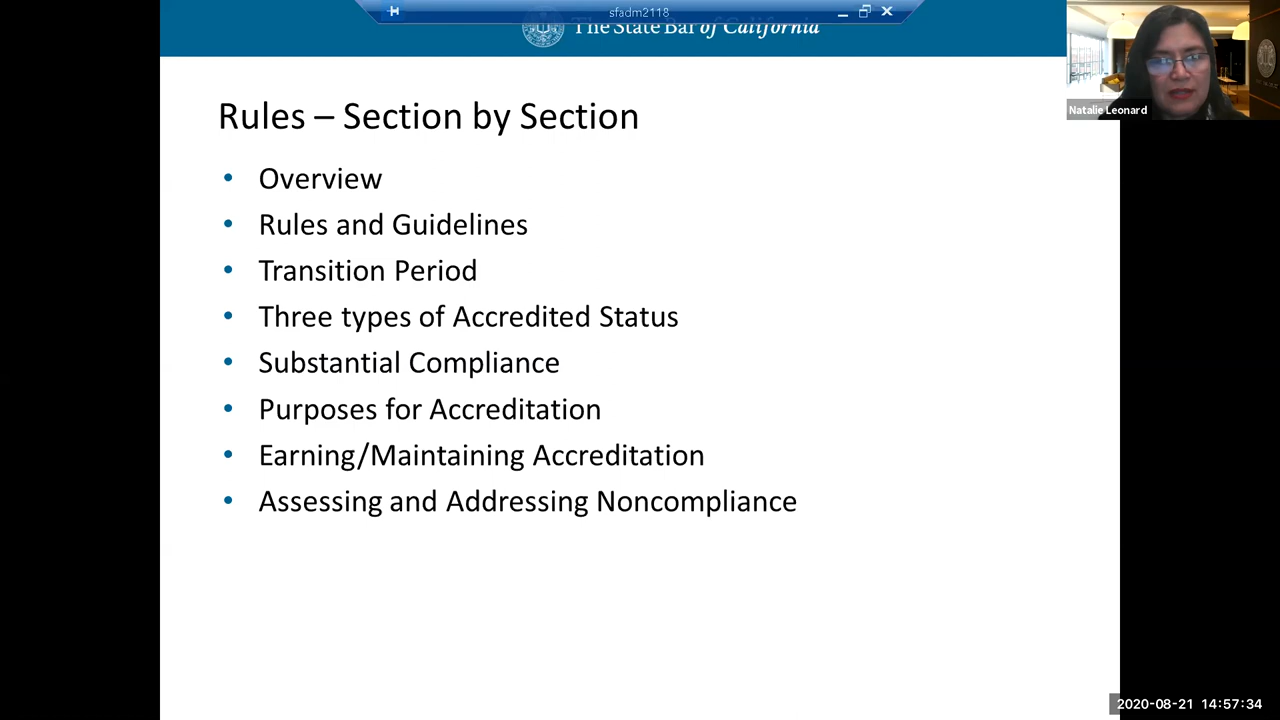 sfadm2118
The State Bar of California
Natalie Leonard
Rules – Section by Section
• Overview
• Rules and Guidelines
• Transition Period
• Three types of Accredited Status
• Substantial Compliance
• Purposes for Accreditation
• Earning/Maintaining Accreditation
• Assessing and Addressing Noncompliance
2020-08-21 14:57:34